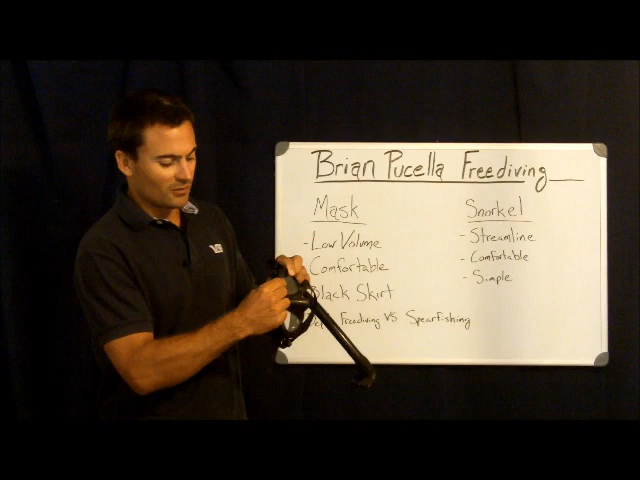 Brian Pucella Freediving
Mask
- Low Volume
Comfortable
Black Skirt
Freediving VS Spearfishing
Snorkel
- Streamline
- Comfortable
- Simple